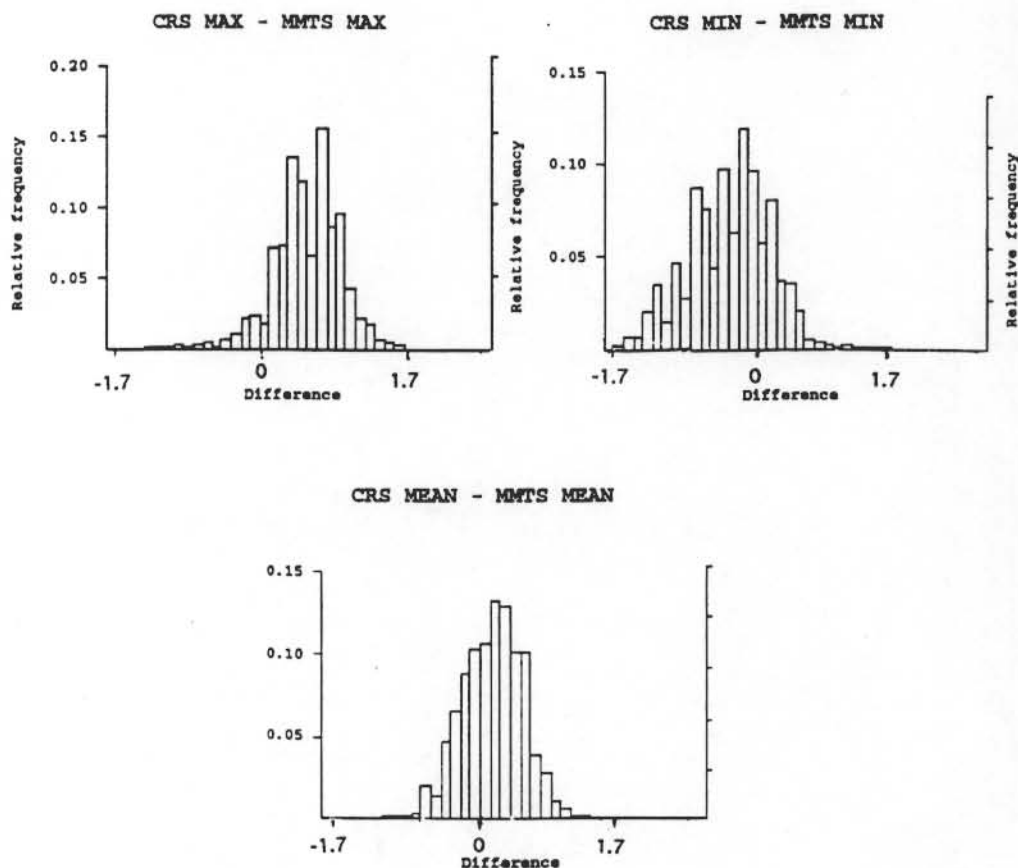 CRS MAX - MMTS MAX
0.20
0.15
0.10
0.05
Relative frequency
-1.7
0
1.7
Difference
Relative frequency
CRS MIN - MMTS MIN
0.15
0.10
0.05
Relative frequency
-1.7
0
1.7
Difference
CRS MEAN - MMTS MEAN
0.15
0.10
0.05
-1.7
0
1.7
Difference